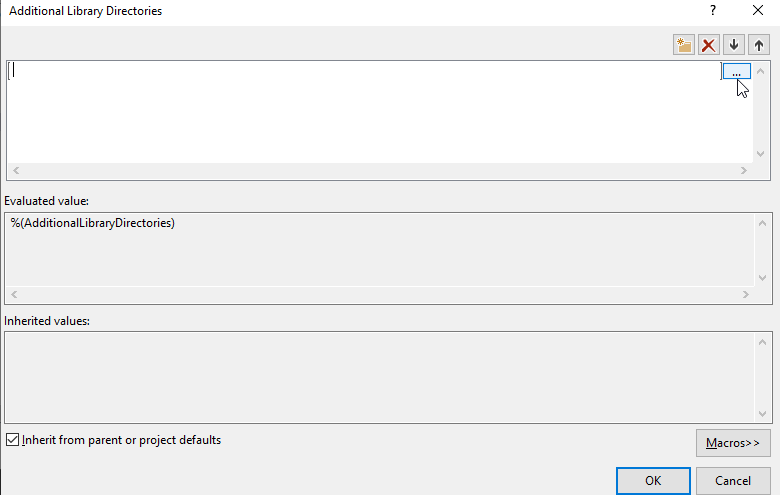 Additional Library Directories
?
...
Evaluated value:
%(AdditionalLibraryDirectories)
Inherited values:
Inherit from parent or project defaults
Macros>>
OK
Cancel